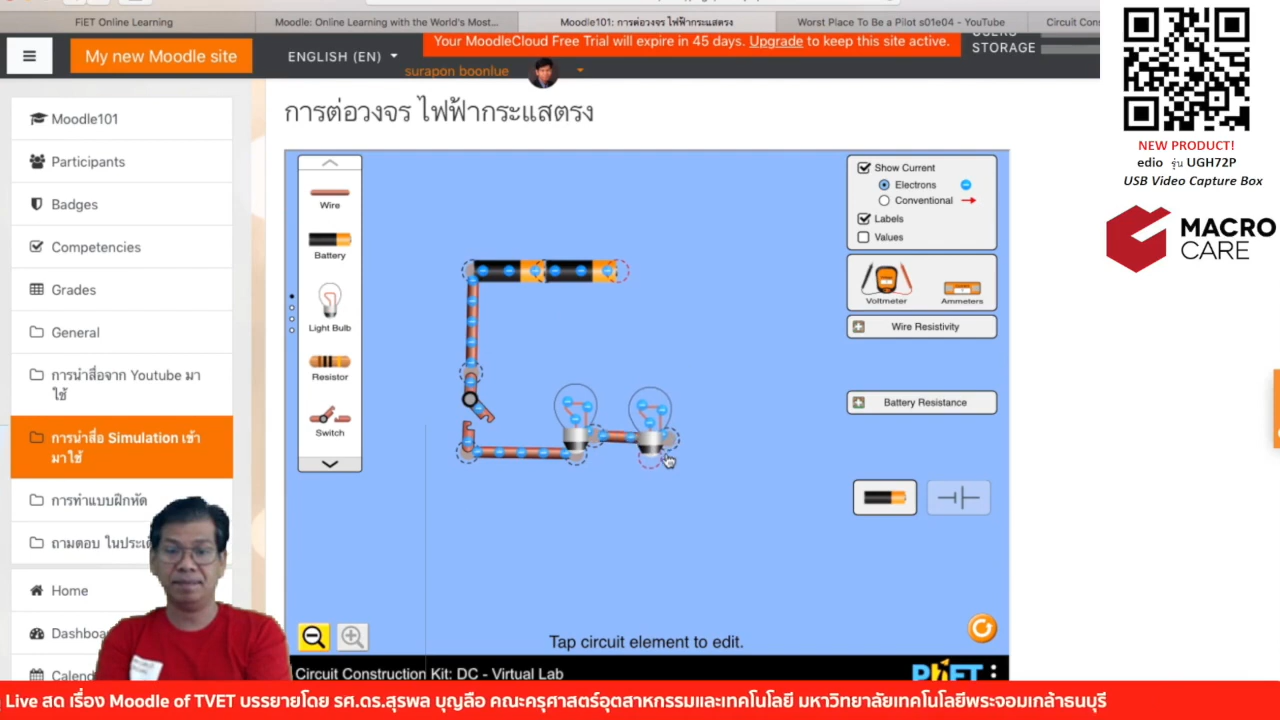 FiET Online Learning
Moodle: Online Learning with the World's Most...
Moodle101: การต่อวงจร ไฟฟ้ากระแสตรง
Worst Place To Be a Pilot s01e04 - YouTube
Circuit Cons
My new Moodle site
ENGLISH (EN)
Your MoodleCloud Free Trial will expire in 45 days. Upgrade to keep this site active.
STORAGE
surapon boonlue
NEW PRODUCT!
edio รุ่น UGH72P
USB Video Capture Box
MACRO
CARE
Moodle101
Participants
Badges
Competencies
Grades
General
การนำสื่อจาก Youtube มา
ใช้
การนำสื่อ Simulation เข้า
มาใช้
การทำแบบฝึกหัด
Home
การต่อวงจร ไฟฟ้ากระแสตรง
Wire
Battery
Light Bulb
Resistor
Switch
Show Current
Electrons
Conventional
Labels
Values
Voltmeter
Ammeters
Wire Resistivity
Battery Resistance
Tap circuit element to edit.
Circuit Construction Kit: DC - Virtual Lab
PhET
Live สด เรื่อง Moodle of TVET บรรยายโดย รศ.ดร.สุรพล บุญลือ คณะครุศาสตร์อุตสาหกรรมและเทคโนโลยี มหาวิทยาลัยเทคโนโลยีพระจอมเกล้าธนบุรี